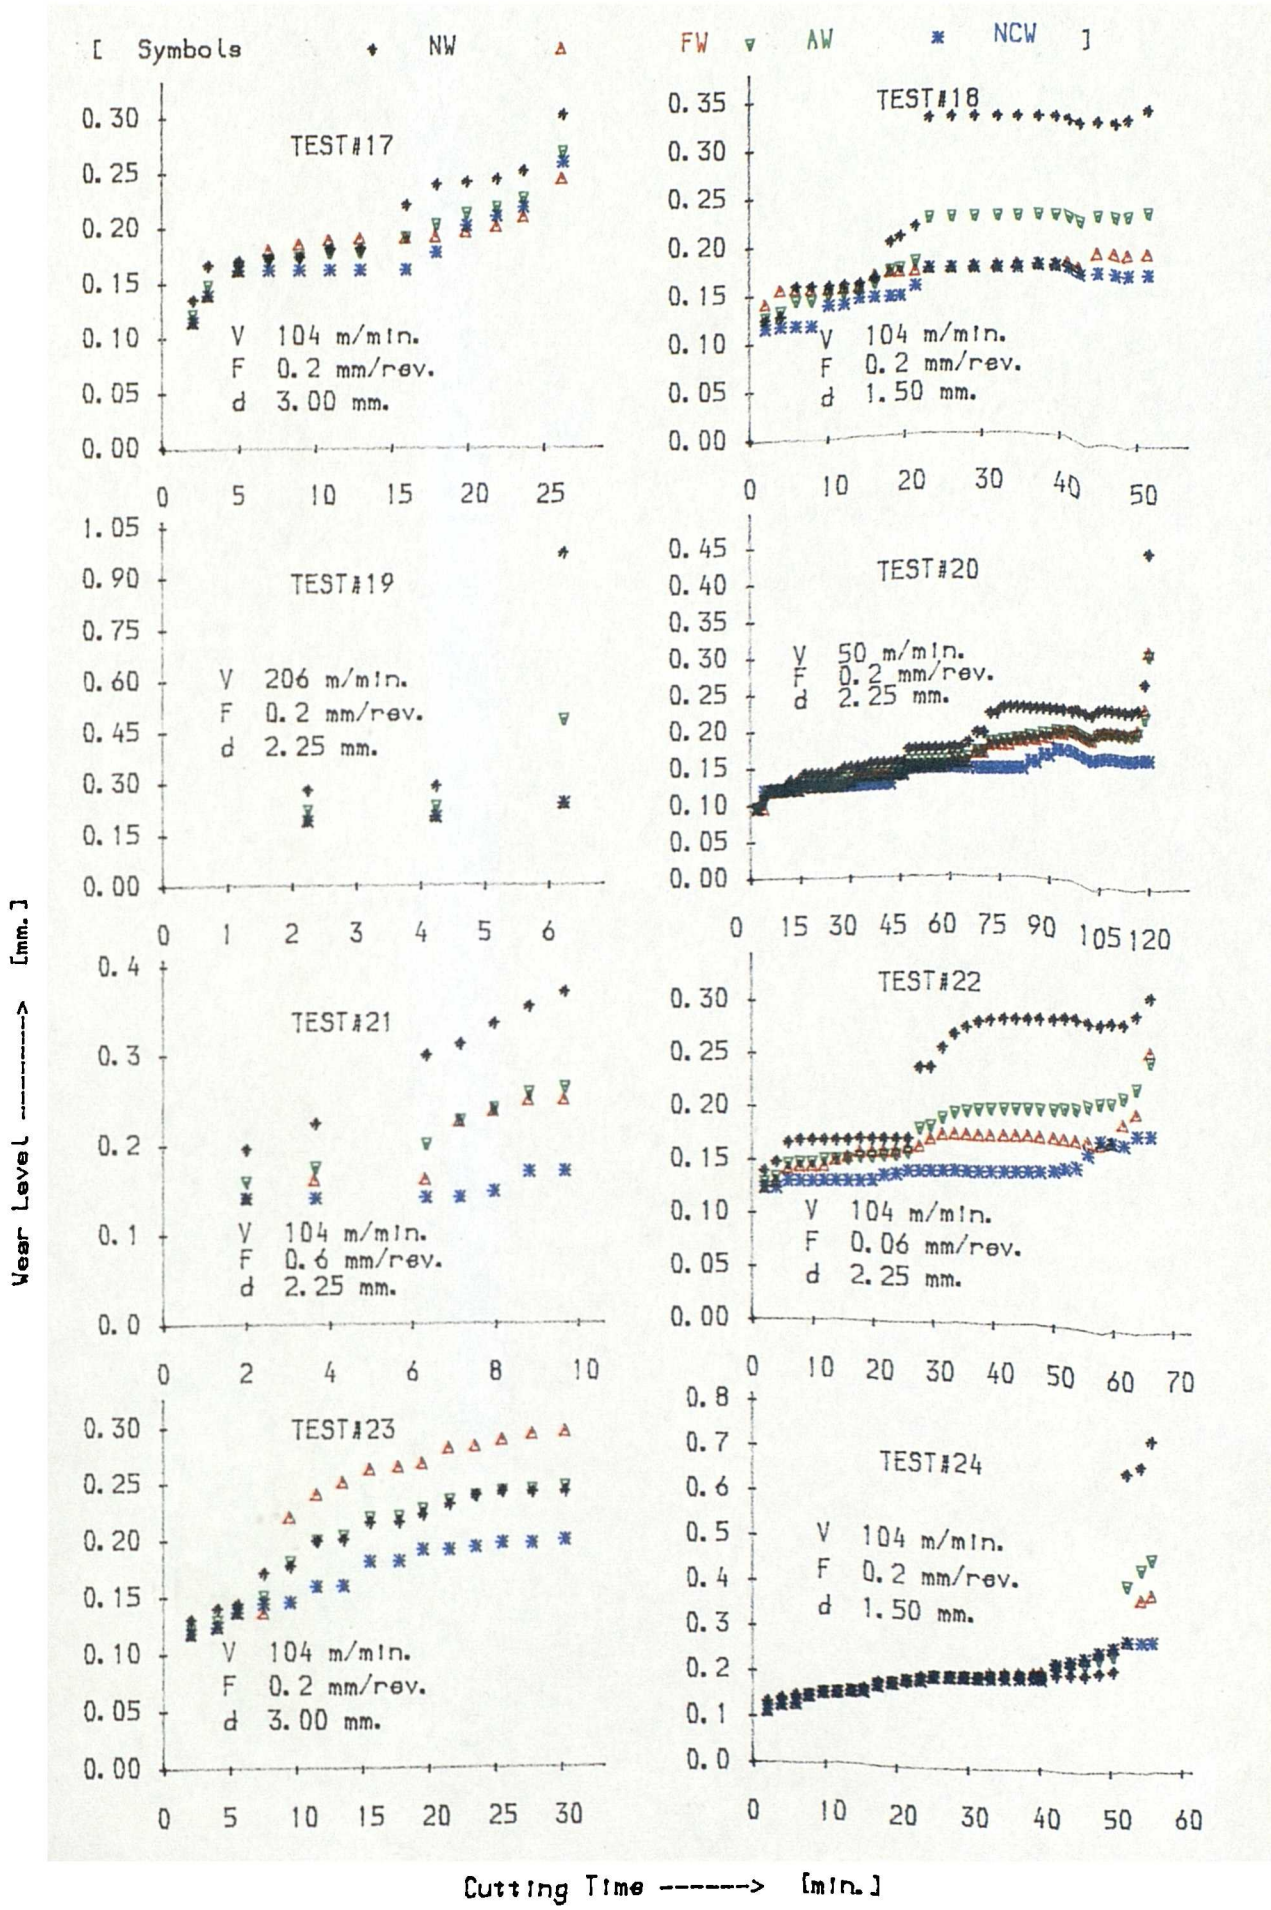 [ Symbols NW FW AW NCW ]
TEST#17
0.30
0.25
0.20
0.15
0.10
0.05
0.00
V 104 m/min.
F 0.2 mm/rev.
d 3.00 mm.
0 5 10 15 20 25
TEST#18
0.35
0.30
0.25
0.20
0.15
0.10
0.05
0.00
V 104 m/min.
F 0.2 mm/rev.
d 1.50 mm.
0 10 20 30 40 50
TEST#19
1.05
0.90
0.75
0.60
0.45
0.30
0.15
0.00
V 206 m/min.
F 0.2 mm/rev.
d 2.25 mm.
0 1 2 3 4 5 6
TEST#20
0.45
0.40
0.35
0.30
0.25
0.20
0.15
0.10
0.05
0.00
V 50 m/min.
F 0.2 mm/rev.
d 2.25 mm.
0 15 30 45 60 75 90 105 120
TEST#21
0.4
0.3
0.2
0.1
0.0
V 104 m/min.
F 0.6 mm/rev.
d 2.25 mm.
0 2 4 6 8 10
TEST#22
0.30
0.25
0.20
0.15
0.10
0.05
0.00
V 104 m/min.
F 0.06 mm/rev.
d 2.25 mm.
0 10 20 30 40 50 60 70
TEST#23
0.30
0.25
0.20
0.15
0.10
0.05
0.00
V 104 m/min.
F 0.2 mm/rev.
d 3.00 mm.
0 5 10 15 20 25 30
TEST#24
0.8
0.7
0.6
0.5
0.4
0.3
0.2
0.1
0.0
V 104 m/min.
F 0.2 mm/rev.
d 1.50 mm.
0 10 20 30 40 50 60
Wear Level -------> [mm.]
Cutting Time ------> [min.]